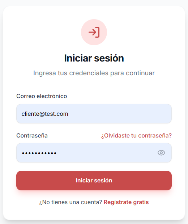 Iniciar sesión
Ingresa tus credenciales para continuar
Correo electrónico
cliente@test.com
Contraseña ¿Olvidaste tu contraseña?
•••••••••••
Iniciar sesión
¿No tienes una cuenta? Regístrate gratis